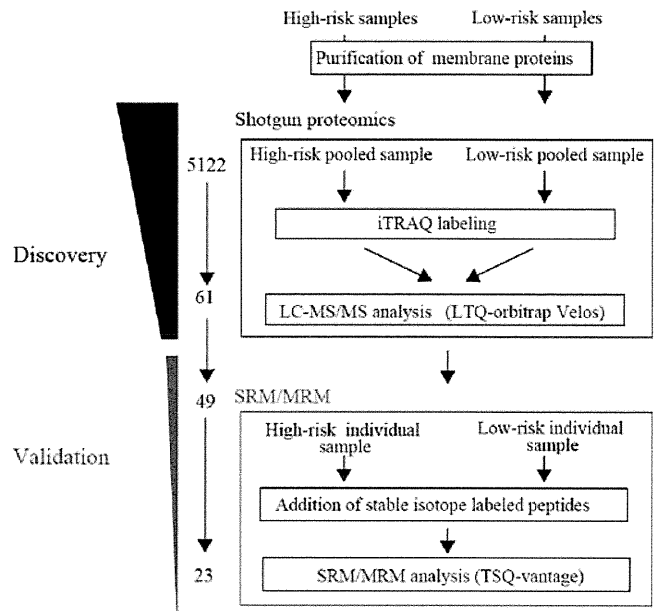 High-risk samples Low-risk samples
Purification of membrane proteins
Shotgun proteomics
5122
High-risk pooled sample Low-risk pooled sample
iTRAQ labeling
Discovery
61
LC-MS/MS analysis (LTQ-orbitrap Velos)
49
SRM/MRM
High-risk individual sample
Low-risk individual sample
Validation
Addition of stable isotope labeled peptides
23
SRM/MRM analysis (TSQ-vantage)